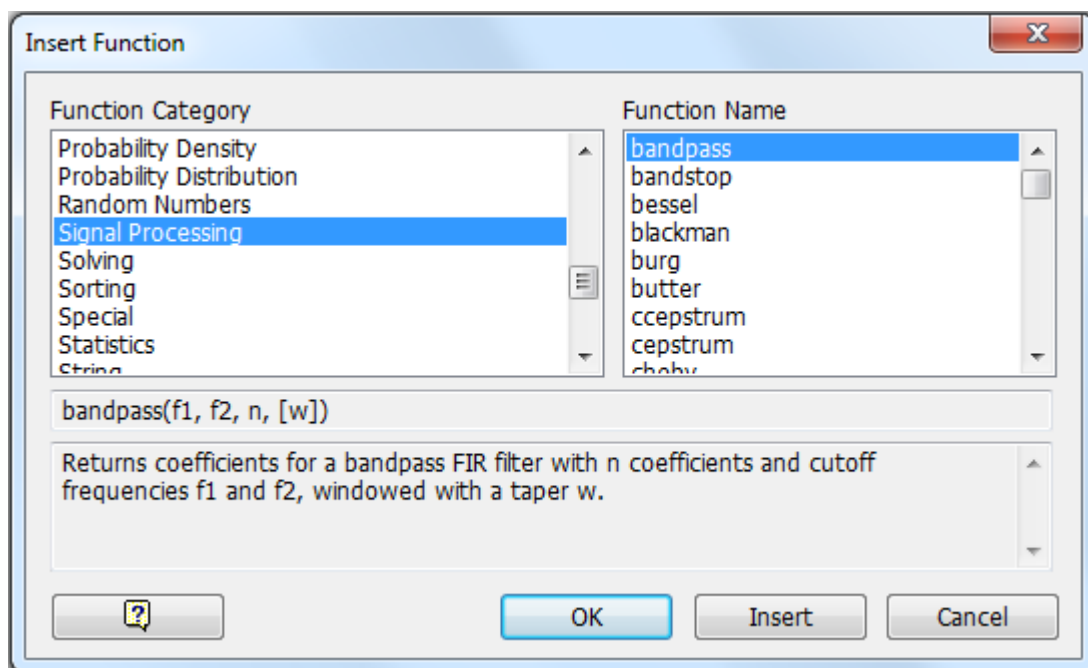 Insert Function
Function Category
Probability Density
Probability Distribution
Random Numbers
Signal Processing
Solving
Sorting
Special
Statistics
String
Function Name
bandpass
bandstop
bessel
blackman
burg
butter
ccepstrum
cepstrum
cheby
bandpass(f1, f2, n, [w])
Returns coefficients for a bandpass FIR filter with n coefficients and cutoff
frequencies f1 and f2, windowed with a taper w.
?
OK
Insert
Cancel